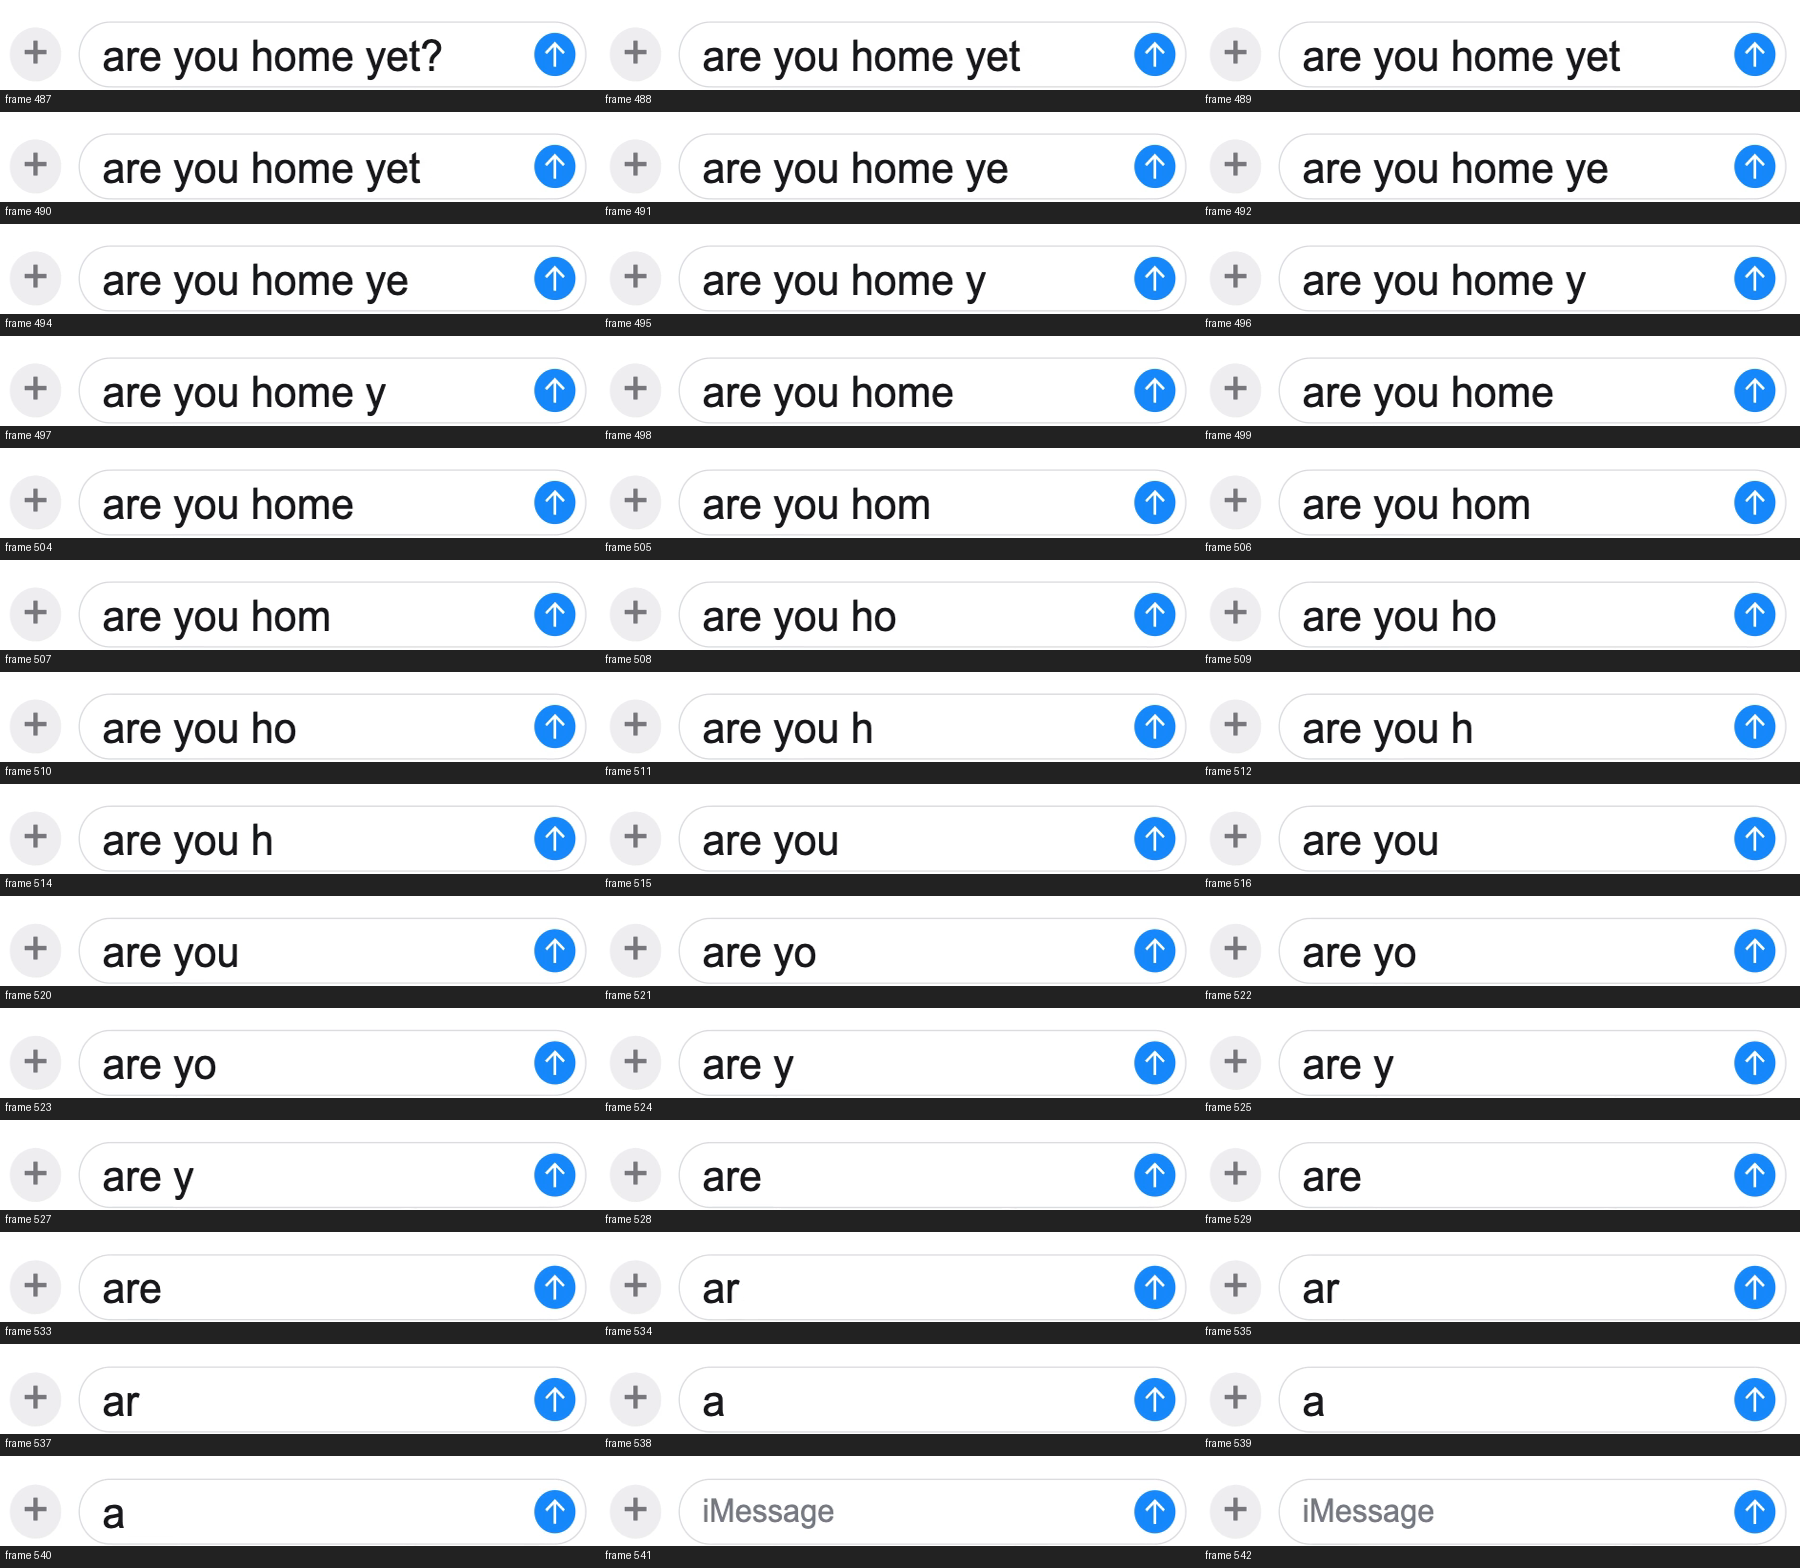 are you home yet? are you home yet are you home yet
frame 487 frame 488 frame 489
are you home yet are you home ye are you home ye
frame 490 frame 491 frame 492
are you home ye are you home y are you home y
frame 494 frame 495 frame 496
are you home y are you home are you home
frame 497 frame 498 frame 499
are you home are you hom are you hom
frame 504 frame 505 frame 506
are you hom are you ho are you ho
frame 507 frame 508 frame 509
are you ho are you h are you h
frame 510 frame 511 frame 512
are you h are you are you
frame 514 frame 515 frame 516
are you are yo are yo
frame 520 frame 521 frame 522
are yo are y are y
frame 523 frame 524 frame 525
are y are are
frame 527 frame 528 frame 529
are ar ar
frame 533 frame 534 frame 535
ar a a
frame 537 frame 538 frame 539
a iMessage iMessage
frame 540 frame 541 frame 542